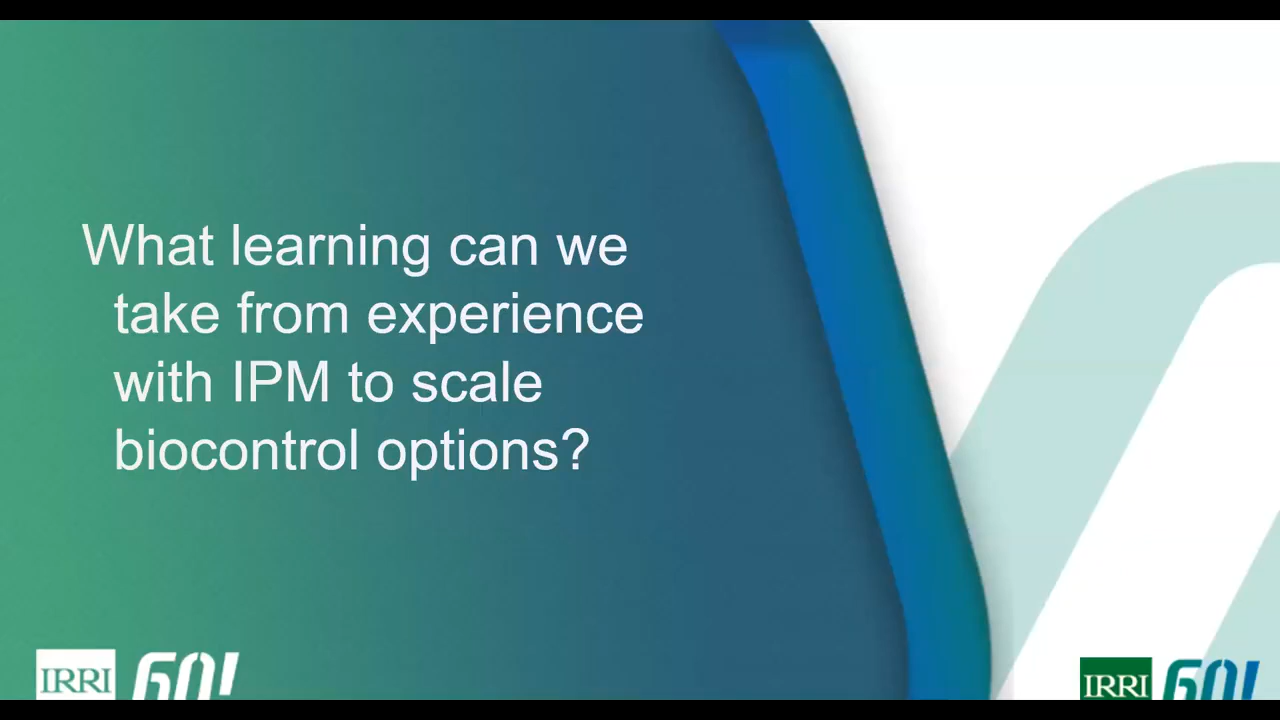 What learning can we
take from experience
with IPM to scale
biocontrol options?
IRRI 60!
IRRI 60!